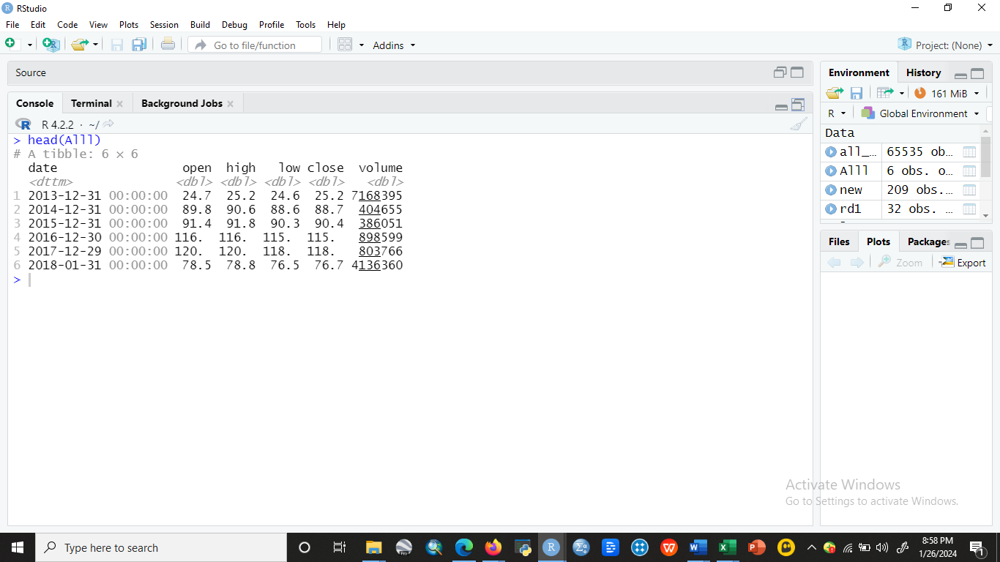 RStudio
File Edit Code View Plots Session Build Debug Profile Tools Help
Go to file/function Addins Project: (None)
Source
Environment History
161 MiB
Console Terminal Background Jobs
R Global Environment
R 4.2.2 · ~/
Data
all_... 65535 ob...
Alll 6 obs. o...
new 209 obs....
rd1 32 obs. ...
> head(Alll)
# A tibble: 6 × 6
date open high low close volume
<dttm> <dbl> <dbl> <dbl> <dbl> <dbl>
1 2013-12-31 00:00:00 24.7 25.2 24.6 25.2 7168395
2 2014-12-31 00:00:00 89.8 90.6 88.6 88.7 404655
3 2015-12-31 00:00:00 91.4 91.8 90.3 90.4 386051
4 2016-12-30 00:00:00 116. 116. 115. 115. 898599
5 2017-12-29 00:00:00 120. 120. 118. 118. 803766
6 2018-01-31 00:00:00 78.5 78.8 76.5 76.7 4136360
>
Files Plots Packages
Zoom Export
Activate Windows
Go to Settings to activate Windows.
Type here to search
8:58 PM
1/26/2024
1